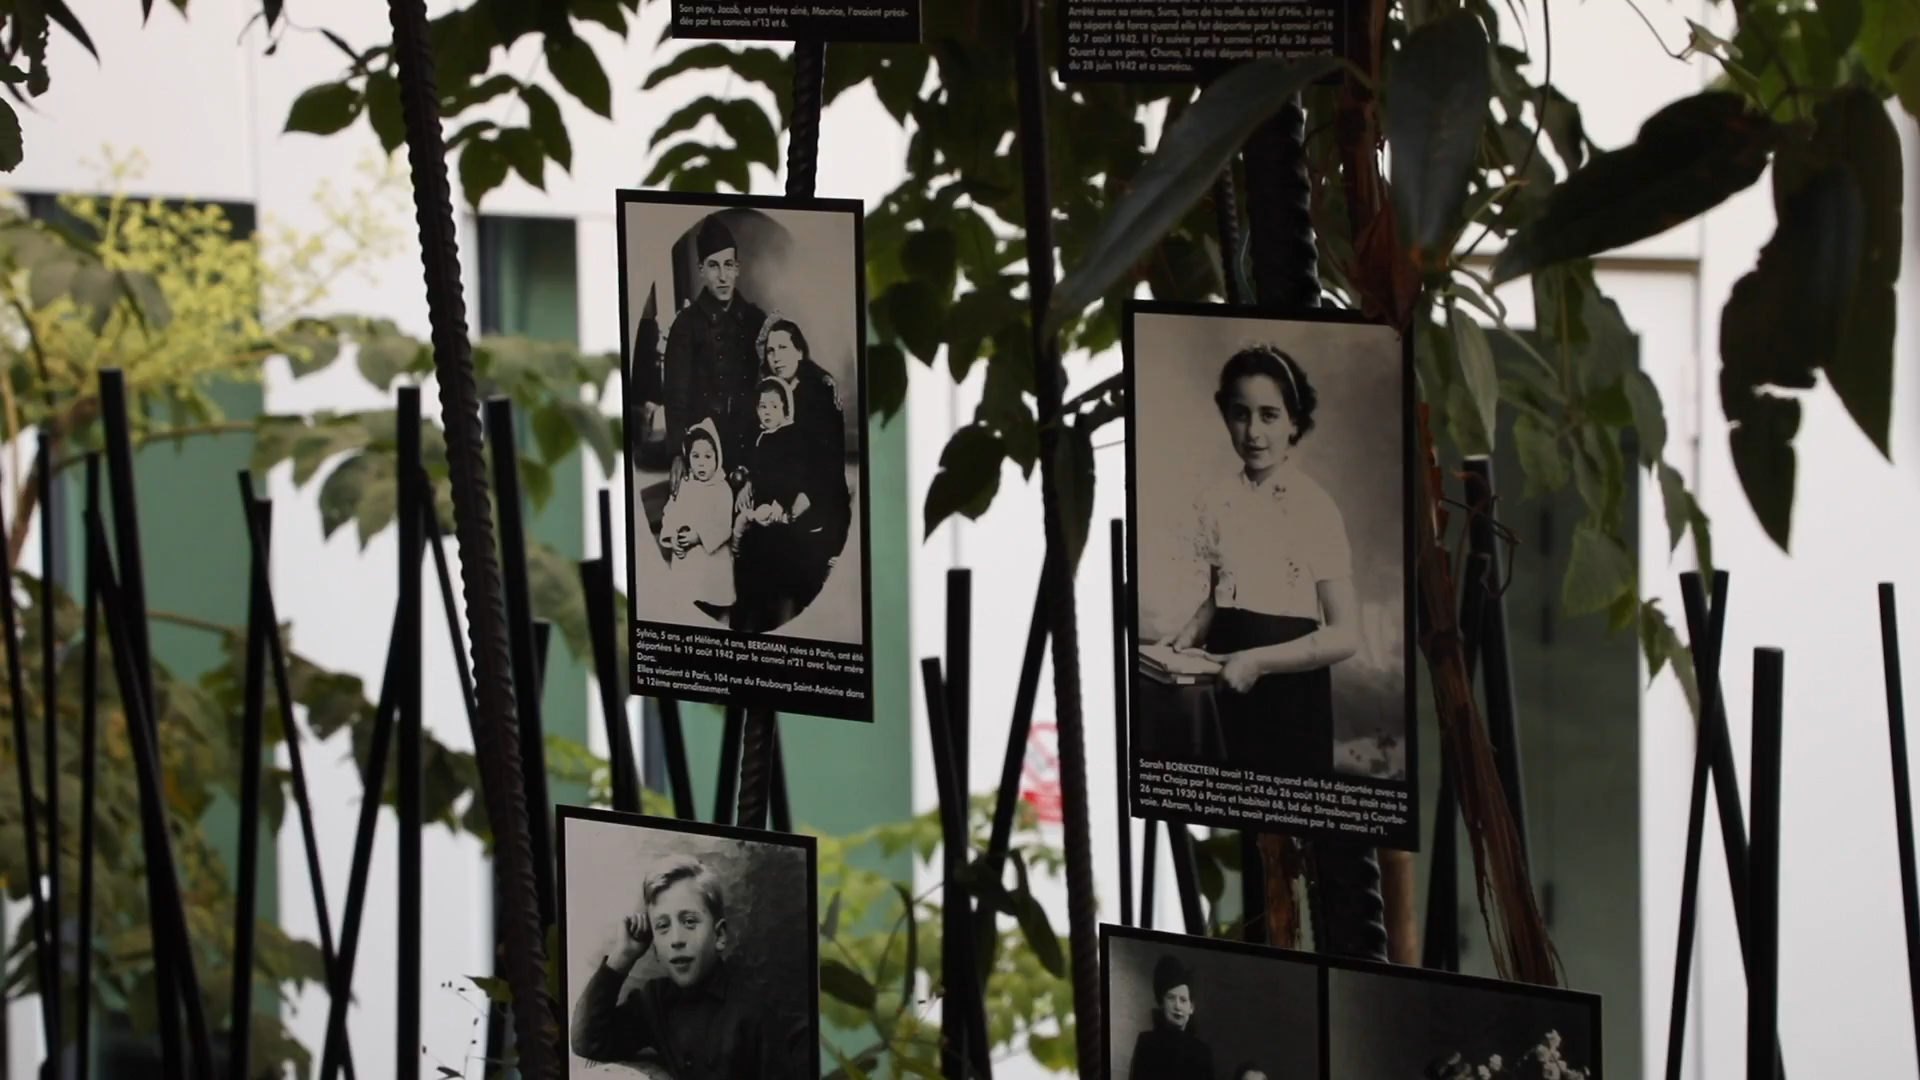 Son père, Jacob, et son frère ainé, Maurice, l'avaient précé-
dés par les convois n°13 et 6.
Arrêté avec sa mère, Sura, lors de la rafle du Vel d'Hiv, il en a
été séparé de force quand elle fut déportée par le convoi n°16
du 7 août 1942. Il l'a suivie par le convoi n°24 du 26 août.
Quant à son père, Chuna, il a été déporté par le convoi n°5
du 28 juin 1942 et a survécu.
Sylvia, 5 ans , et Hélène, 4 ans, BERGMAN, nées à Paris, ont été
déportées le 19 août 1942 par le convoi n°21 avec leur mère
Dora.
Elles vivaient à Paris, 104 rue du Faubourg Saint-Antoine dans
le 12ème arrondissement.
Sarah BORKSZTEIN avait 12 ans quand elle fut déportée avec sa
mère Chaja par le convoi n°24 du 26 août 1942. Elle était née le
26 mars 1930 à Paris et habitait 68, bd de Strasbourg à Courbe-
voie. Abram, le père, les avait précédées par le convoi n°1.